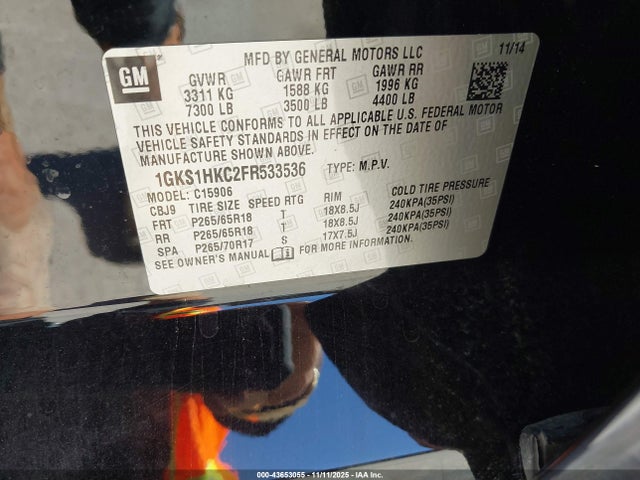 GM
MFD BY GENERAL MOTORS LLC 11/14
GVWR GAWR FRT GAWR RR
3311 KG 1588 KG 1996 KG
7300 LB 3500 LB 4400 LB
THIS VEHICLE CONFORMS TO ALL APPLICABLE U.S. FEDERAL MOTOR
VEHICLE SAFETY STANDARDS IN EFFECT ON THE DATE OF
MANUFACTURE SHOWN ABOVE.
1GKS1HKC2FR533536 TYPE: M.P.V.
MODEL: C15906
CBJ9 TIRE SIZE SPEED RTG RIM COLD TIRE PRESSURE
FRT P265/65R18 T 18X8.5J 240KPA(35PSI)
RR P265/65R18 T 18X8.5J 240KPA(35PSI)
SPA P265/70R17 S 17X7.5J 240KPA(35PSI)
SEE OWNER'S MANUAL FOR MORE INFORMATION.
00-43653055 - 11/11/2025 - IAA Inc.